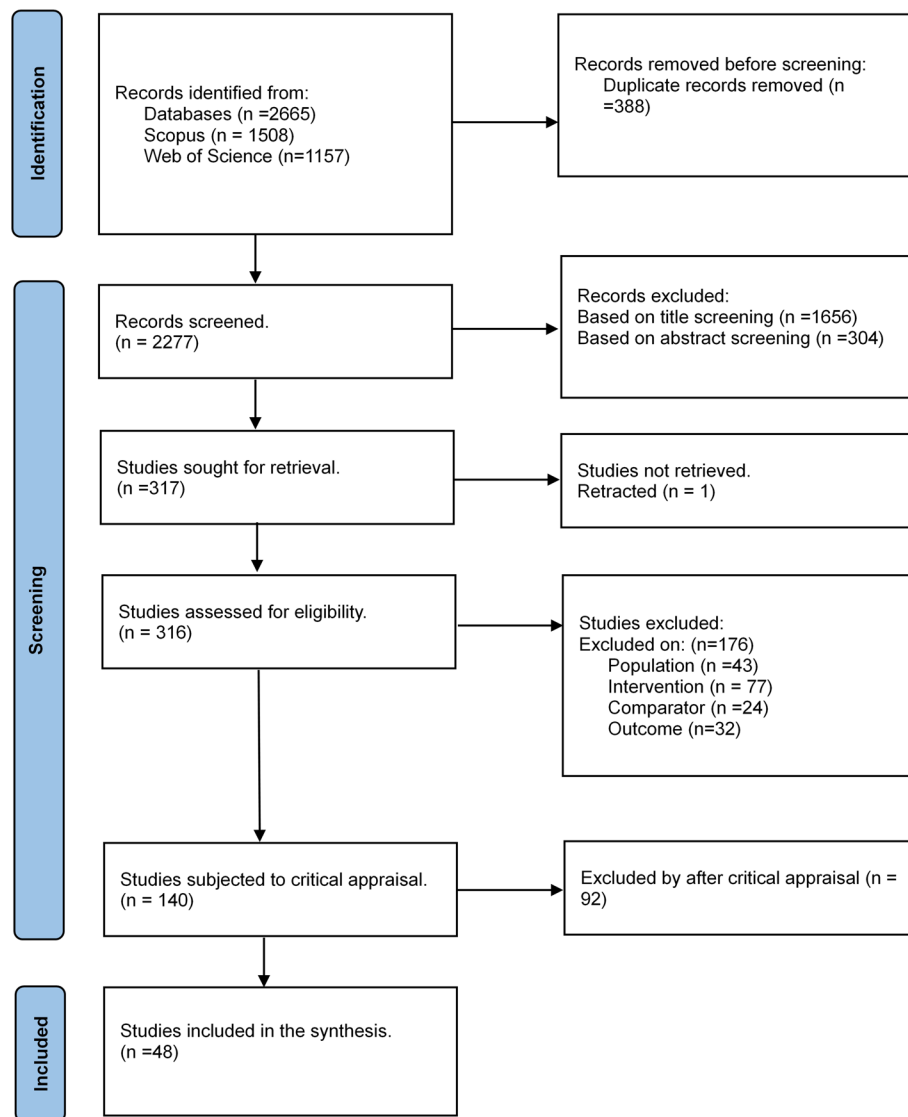 Identification
Records identified from:
Databases (n =2665)
Scopus (n = 1508)
Web of Science (n=1157)
Records removed before screening:
Duplicate records removed (n
=388)
Screening
Records screened.
(n = 2277)
Records excluded:
Based on title screening (n =1656)
Based on abstract screening (n =304)
Studies sought for retrieval.
(n =317)
Studies not retrieved.
Retracted (n = 1)
Studies assessed for eligibility.
(n = 316)
Studies excluded:
Excluded on: (n=176)
Population (n =43)
Intervention (n = 77)
Comparator (n =24)
Outcome (n=32)
Studies subjected to critical appraisal.
(n = 140)
Excluded by after critical appraisal (n =
92)
Included
Studies included in the synthesis.
(n =48)